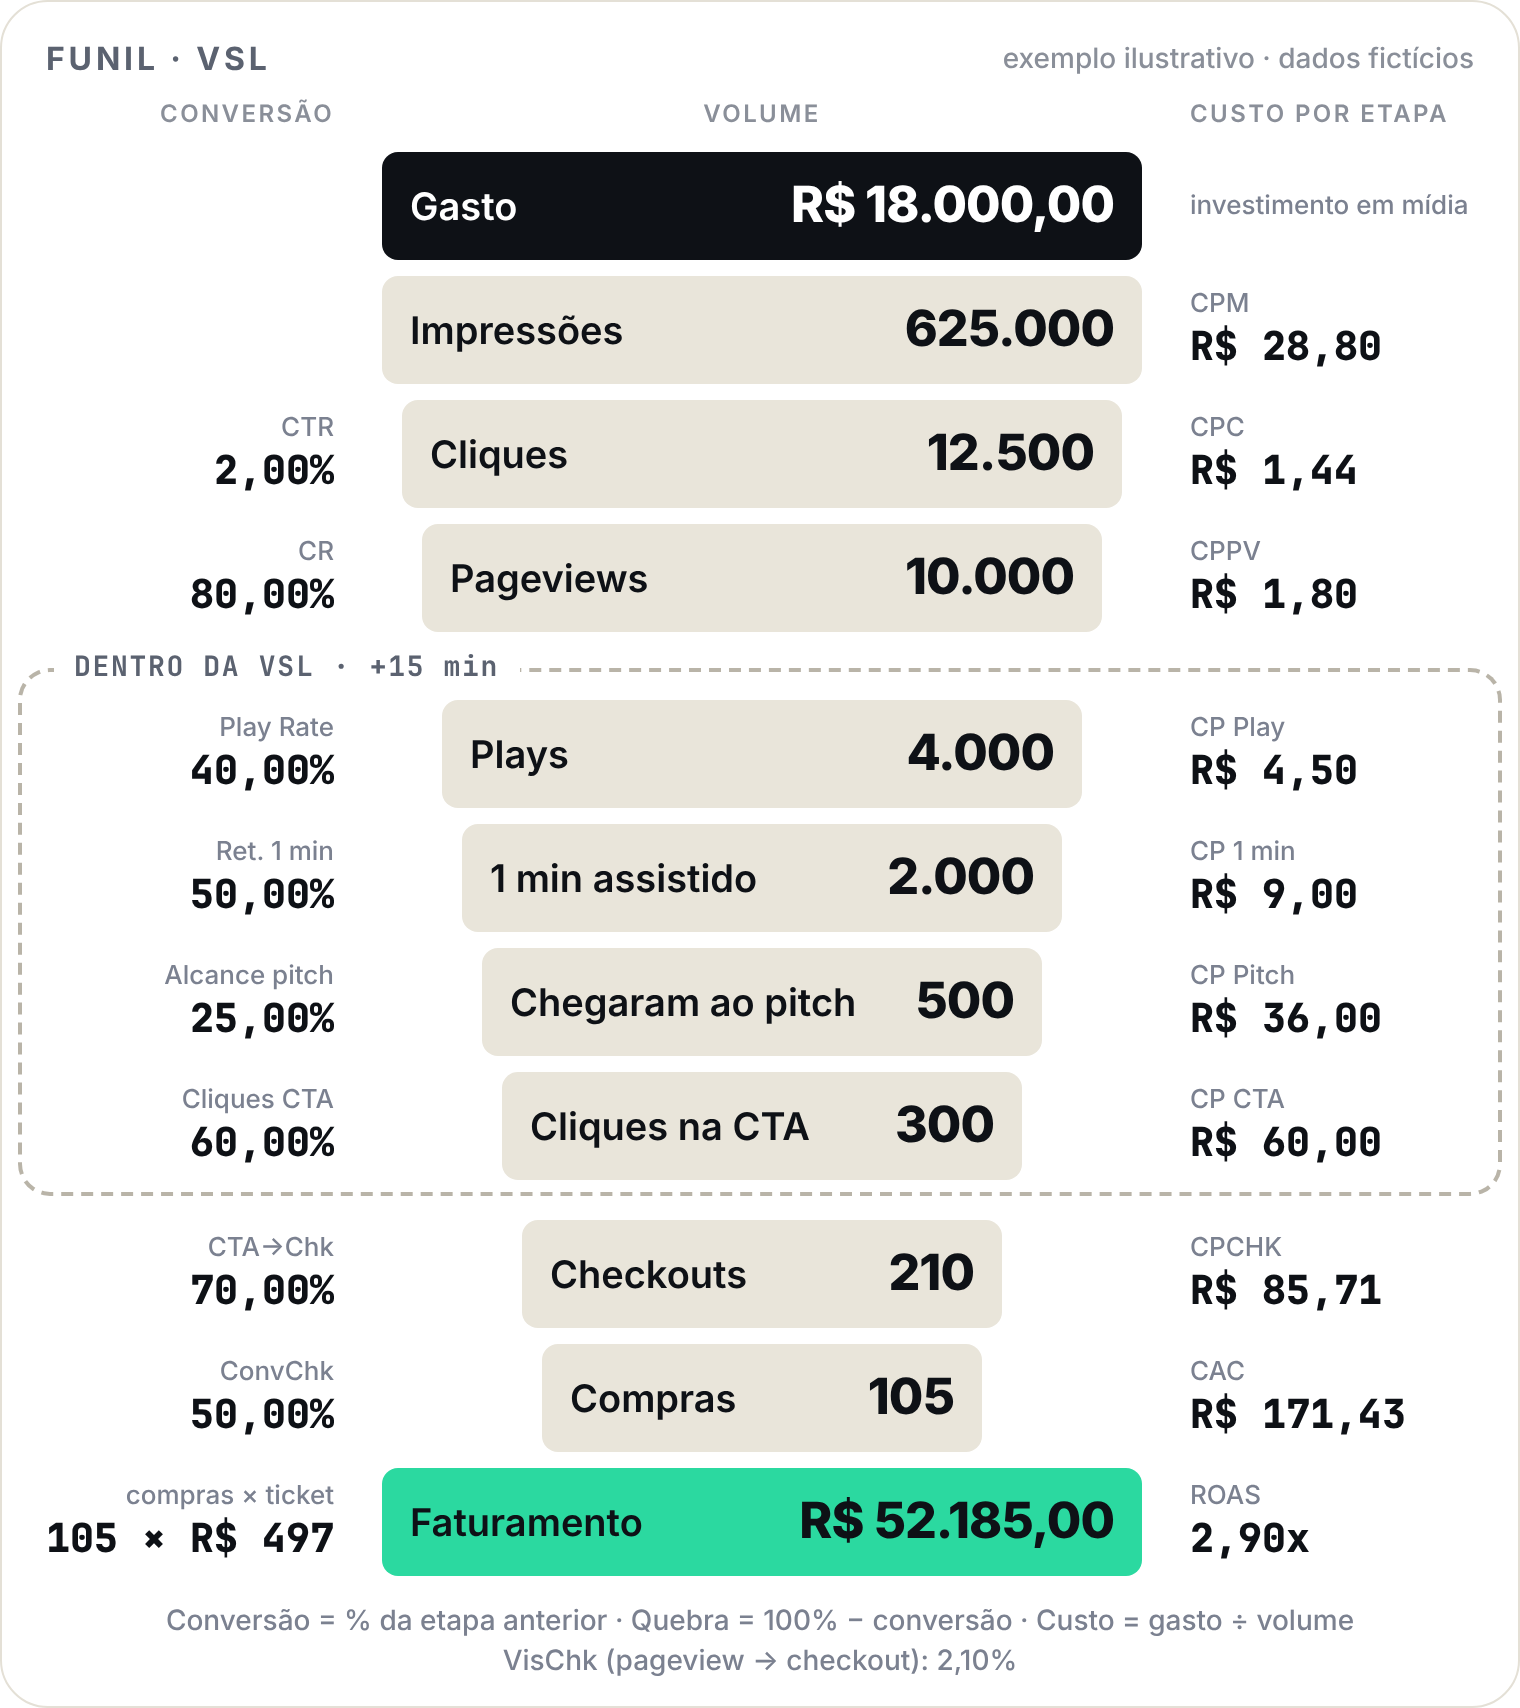 FUNIL · VSL
exemplo ilustrativo · dados fictícios
CONVERSÃO
VOLUME
CUSTO POR ETAPA
Gasto
R$ 18.000,00
investimento em mídia
Impressões
625.000
CPM
R$ 28,80
CTR
2,00%
Cliques
12.500
CPC
R$ 1,44
CR
80,00%
Pageviews
10.000
CPPV
R$ 1,80
DENTRO DA VSL · +15 min
Play Rate
40,00%
Plays
4.000
CP Play
R$ 4,50
Ret. 1 min
50,00%
1 min assistido
2.000
CP 1 min
R$ 9,00
Alcance pitch
25,00%
Chegaram ao pitch
500
CP Pitch
R$ 36,00
Cliques CTA
60,00%
Cliques na CTA
300
CP CTA
R$ 60,00
CTA→Chk
70,00%
Checkouts
210
CPCHK
R$ 85,71
ConvChk
50,00%
Compras
105
CAC
R$ 171,43
compras × ticket
105 × R$ 497
Faturamento
R$ 52.185,00
ROAS
2,90x
Conversão = % da etapa anterior · Quebra = 100% − conversão · Custo = gasto ÷ volume
VisChk (pageview → checkout): 2,10%